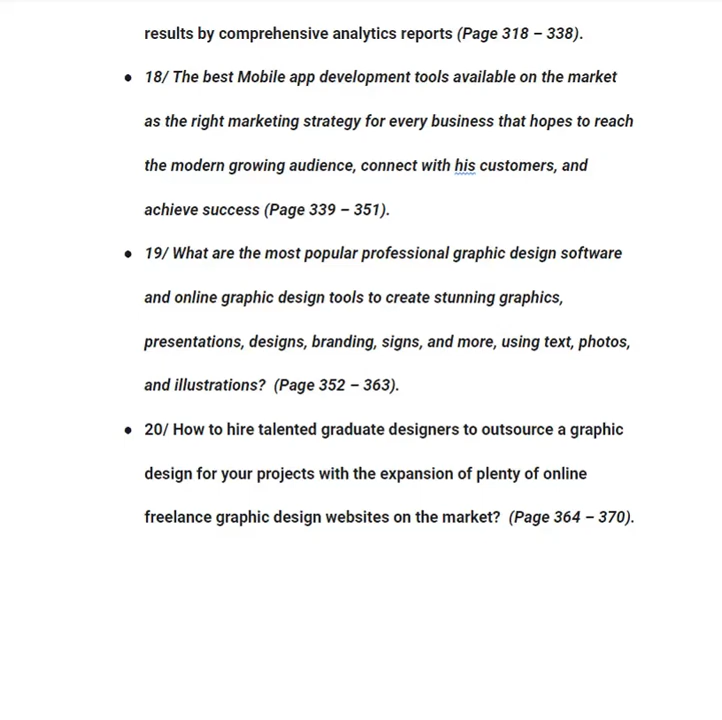 results by comprehensive analytics reports (Page 318 – 338).
• 18/ The best Mobile app development tools available on the market
as the right marketing strategy for every business that hopes to reach
the modern growing audience, connect with his customers, and
achieve success (Page 339 – 351).
• 19/ What are the most popular professional graphic design software
and online graphic design tools to create stunning graphics,
presentations, designs, branding, signs, and more, using text, photos,
and illustrations?  (Page 352 – 363).
• 20/ How to hire talented graduate designers to outsource a graphic
design for your projects with the expansion of plenty of online
freelance graphic design websites on the market?  (Page 364 – 370).